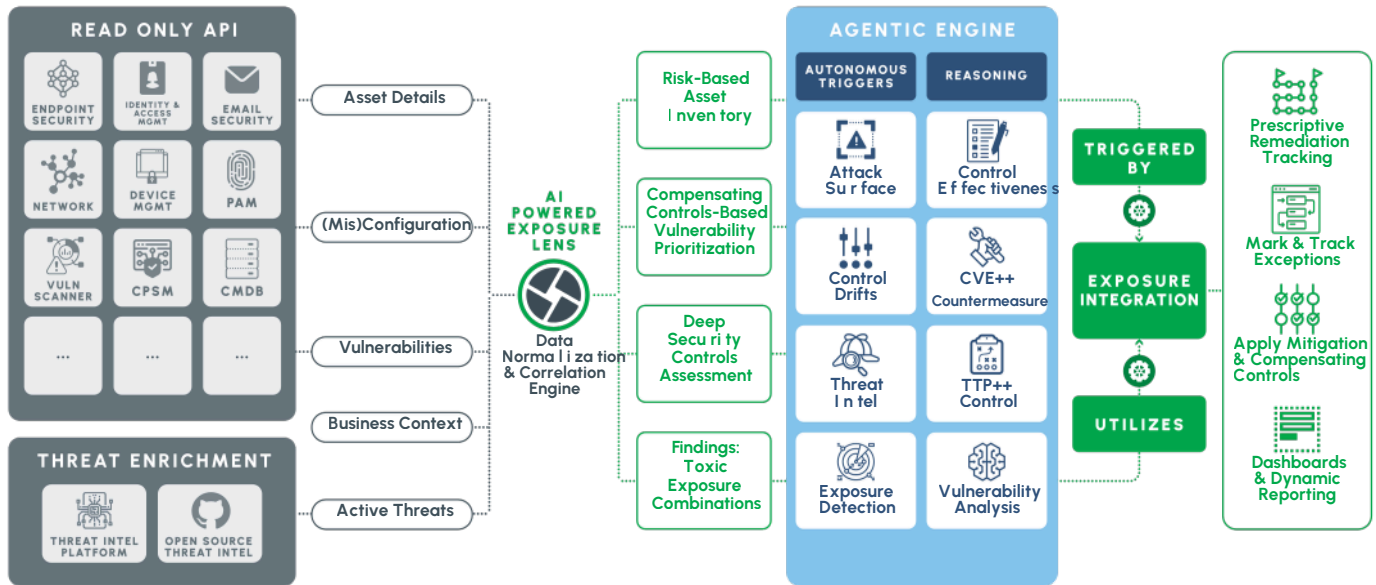 READ ONLY API
ENDPOINT
SECURITY
IDENTITY &
ACCESS
MGMT
EMAIL
SECURITY
NETWORK
DEVICE
MGMT
PAM
VULN
SCANNER
CPSM
CMDB
...
...
...
THREAT ENRICHMENT
THREAT INTEL
PLATFORM
OPEN SOURCE
THREAT INTEL
Asset Details
(Mis)Configuration
Vulnerabilities
Business Context
Active Threats
AI
POWERED
EXPOSURE
LENS
Data
Normalization
& Correlation
Engine
Risk-Based
Asset
Inventory
Compensating
Controls-Based
Vulnerability
Prioritization
Deep
Security
Controls
Assessment
Findings:
Toxic
Exposure
Combinations
AGENTIC ENGINE
AUTONOMOUS
TRIGGERS
REASONING
Attack
Surface
Control
Effectiveness
Control
Drifts
CVE++
Countermeasure
Threat
Intel
TTP++
Control
Exposure
Detection
Vulnerability
Analysis
TRIGGERED
BY
EXPOSURE
INTEGRATION
UTILIZES
Prescriptive
Remediation
Tracking
Mark & Track
Exceptions
Apply Mitigation
& Compensating
Controls
Dashboards
& Dynamic
Reporting